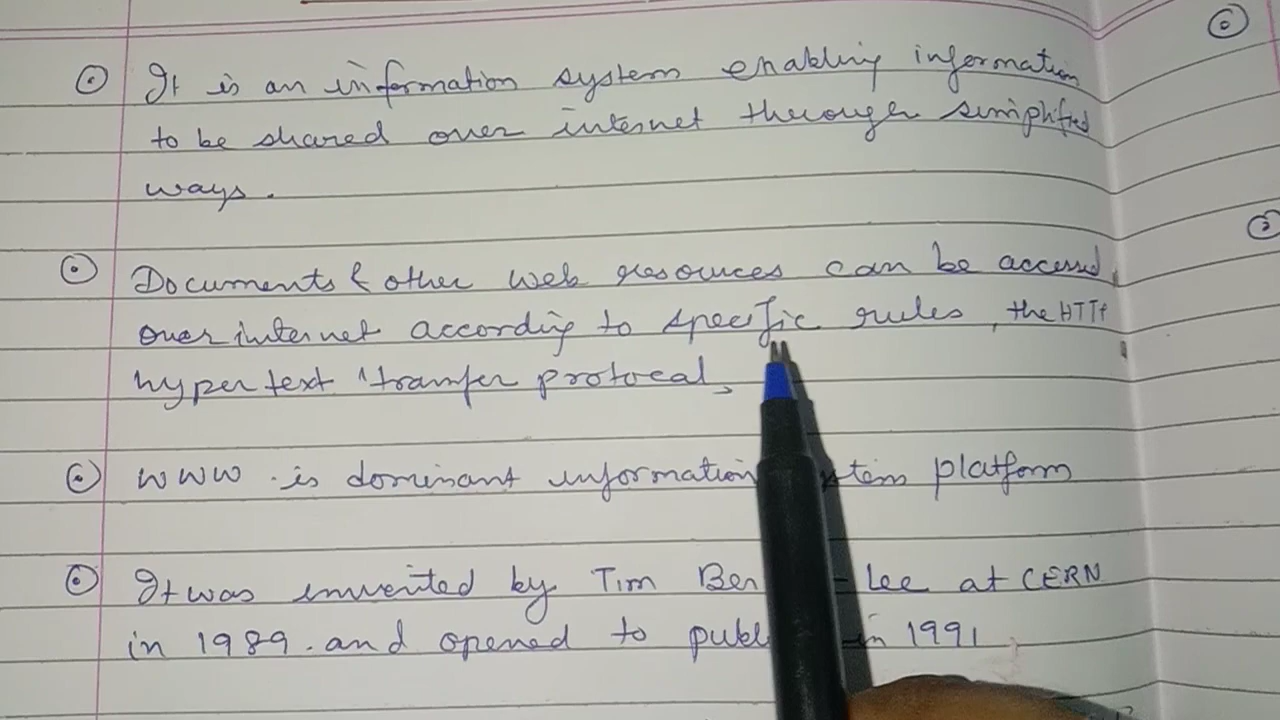 It is an information system enabling information
to be shared over internet through simplified
ways.
Documents & other web resources can be accessed
over internet according to specific rules, the HTTP
hyper text transfer protocal,
WWW is dominant information platform
It was invented by Tim Lee at CERN
in 1989. and opened to in 1991